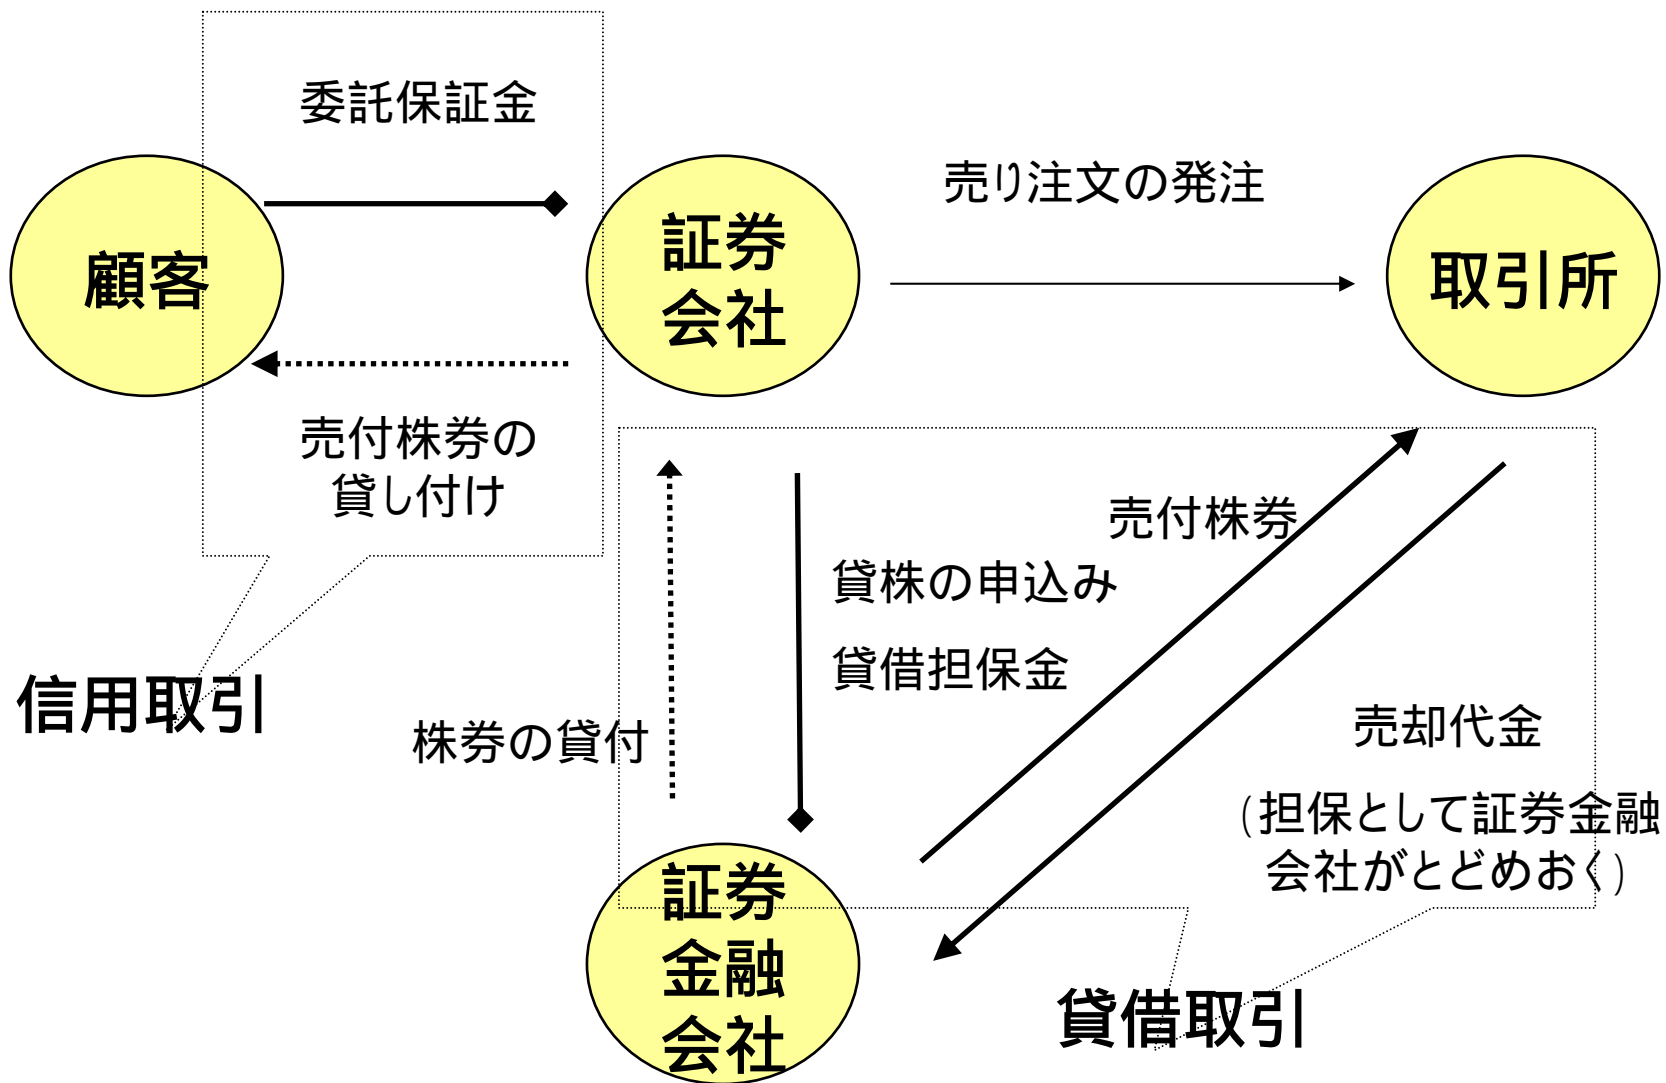 委託保証金
売り注文の発注
顧客
証券
会社
取引所
売付株券の
貸し付け
売付株券
貸株の申込み
貸借担保金
信用取引
株券の貸付
売却代金
(担保として証券金融
会社がとどめおく)
証券
金融
会社
貸借取引